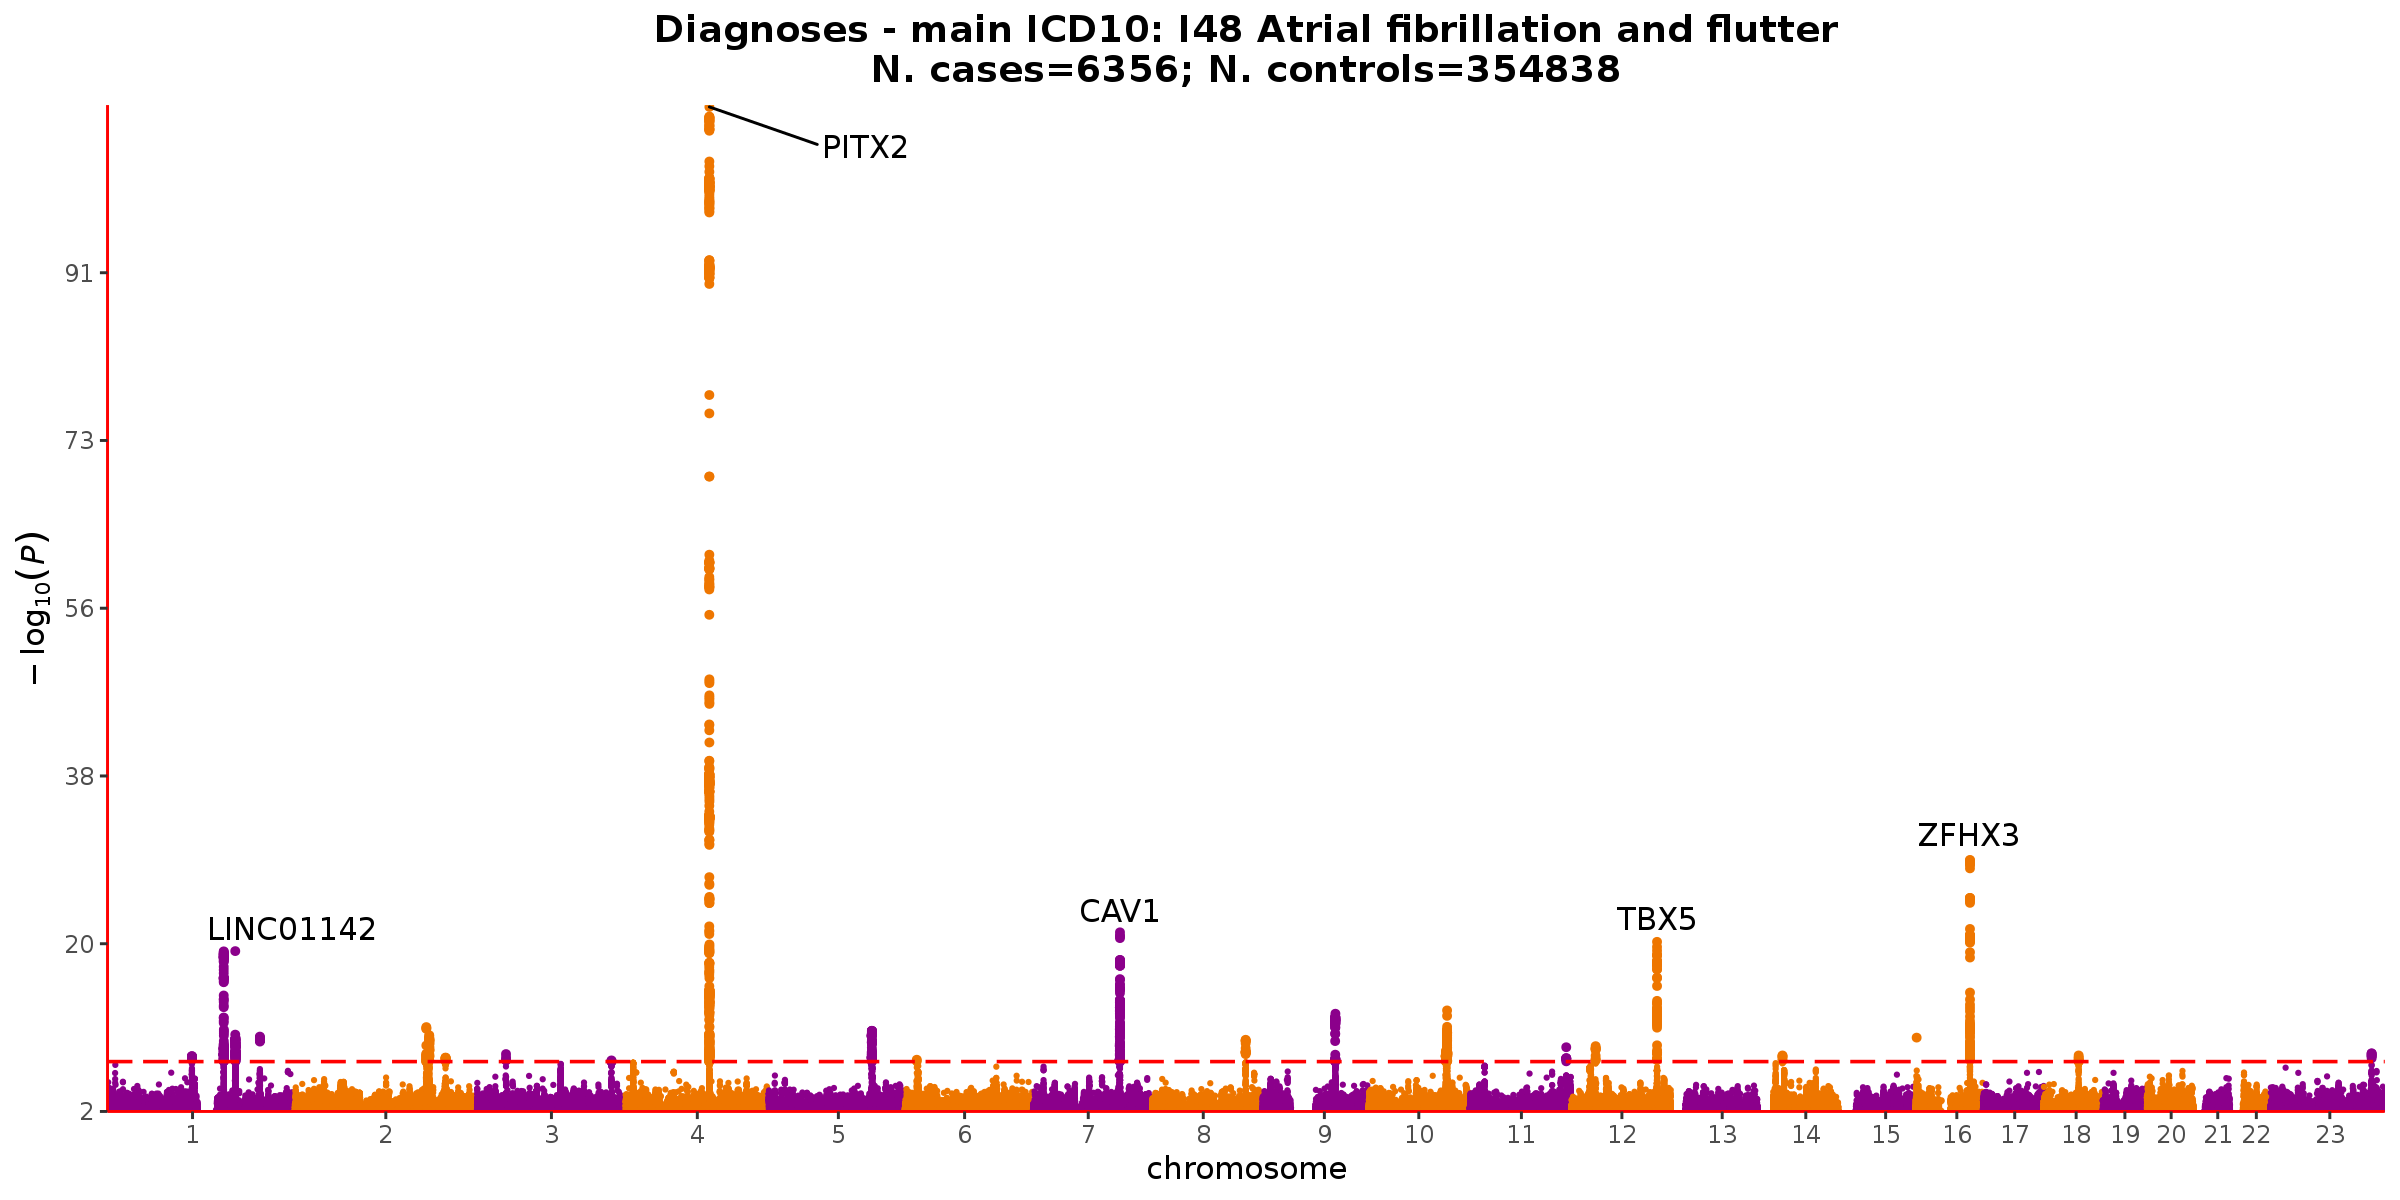 Diagnoses - main ICD10: I48 Atrial fibrillation and flutter
N. cases=6356; N. controls=354838
PITX2
91
73
56
38
20
2
−log10(P)
ZFHX3
LINC01142
CAV1
TBX5
1 2 3 4 5 6 7 8 9 10 11 12 13 14 15 16 17 18 19 20 21 22 23
chromosome